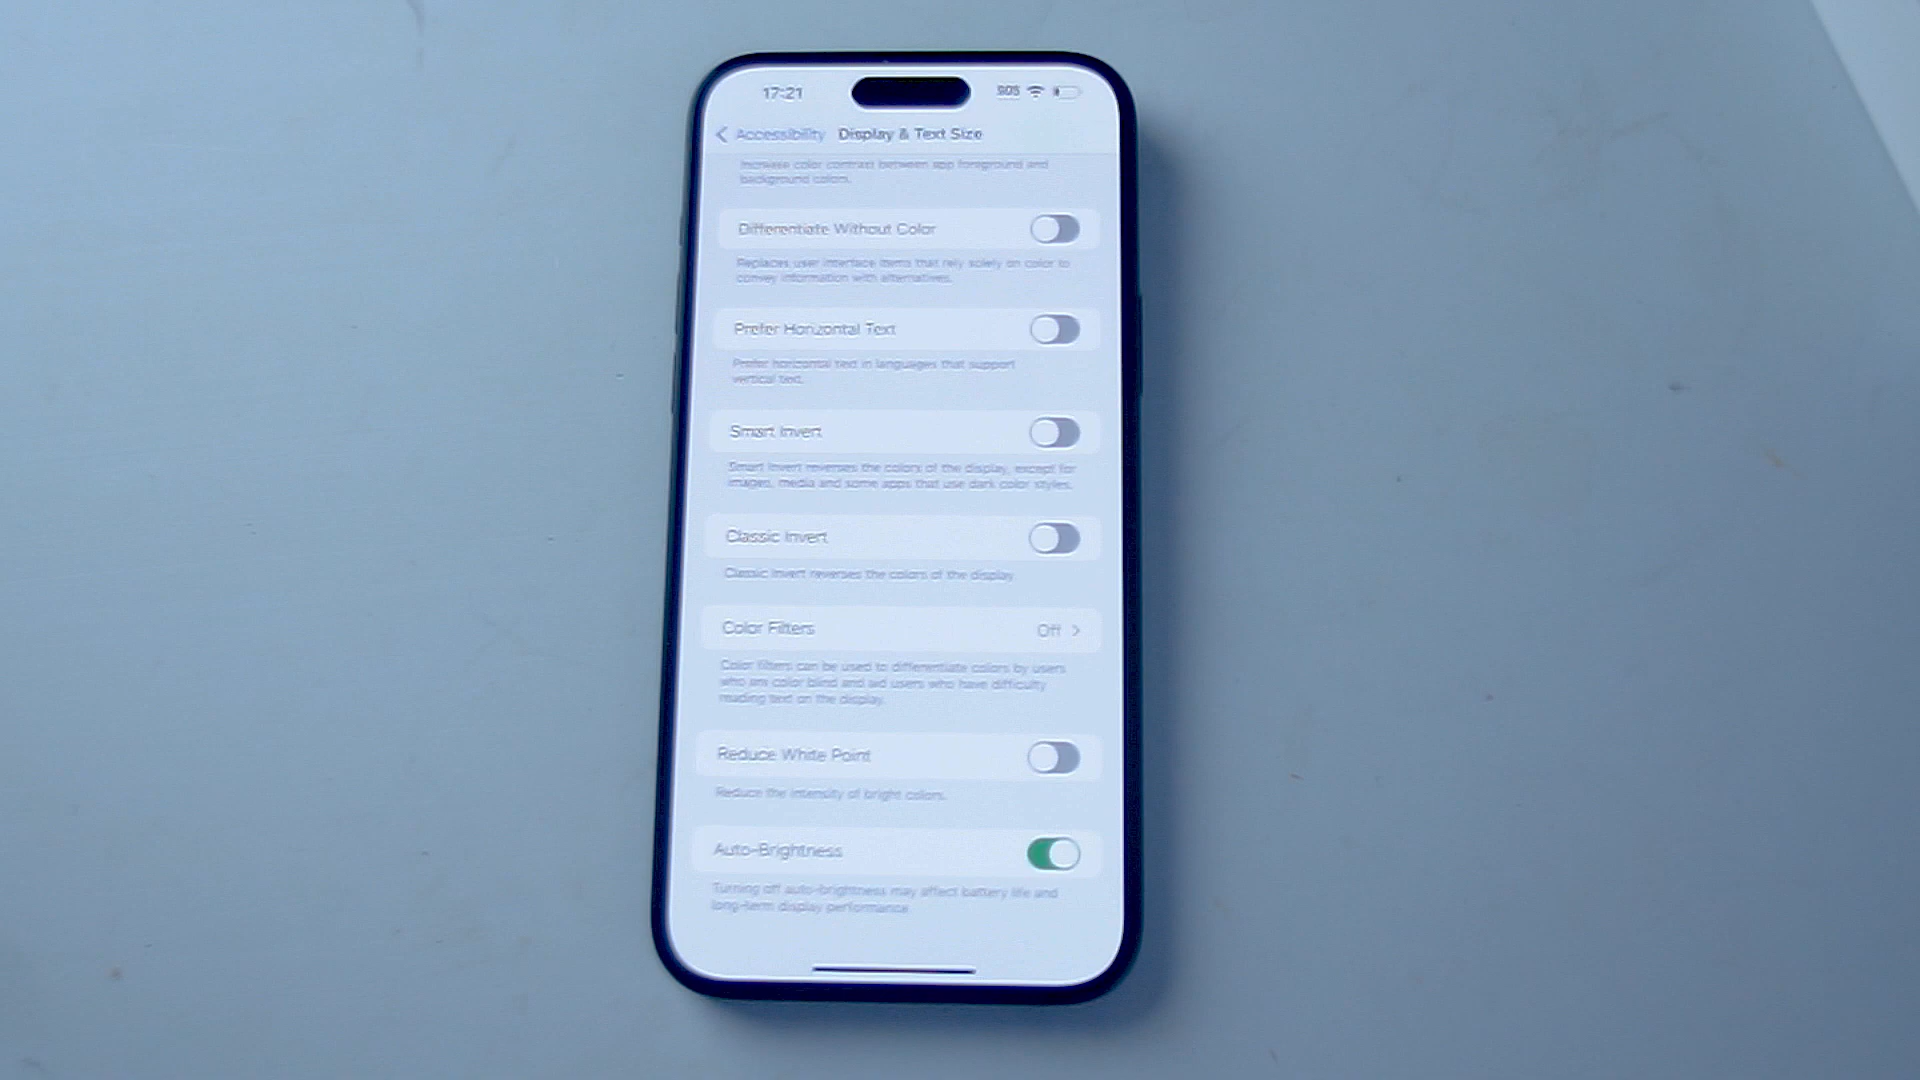 17:21
SOS
Accessibility Display & Text Size
Increase color contrast between app foreground and
background colors.
Differentiate Without Color
Replaces user interface items that rely solely on color to
convey information with alternatives.
Prefer Horizontal Text
Prefer horizontal text in languages that support
vertical text.
Smart Invert
Smart Invert reverses the colors of the display, except for
images, media and some apps that use dark color styles.
Classic Invert
Classic Invert reverses the colors of the display.
Color Filters Off
Color filters can be used to differentiate colors by users
who are color blind and aid users who have difficulty
reading text on the display.
Reduce White Point
Reduce the intensity of bright colors.
Auto-Brightness
Turning off auto-brightness may affect battery life and
long-term display performance.